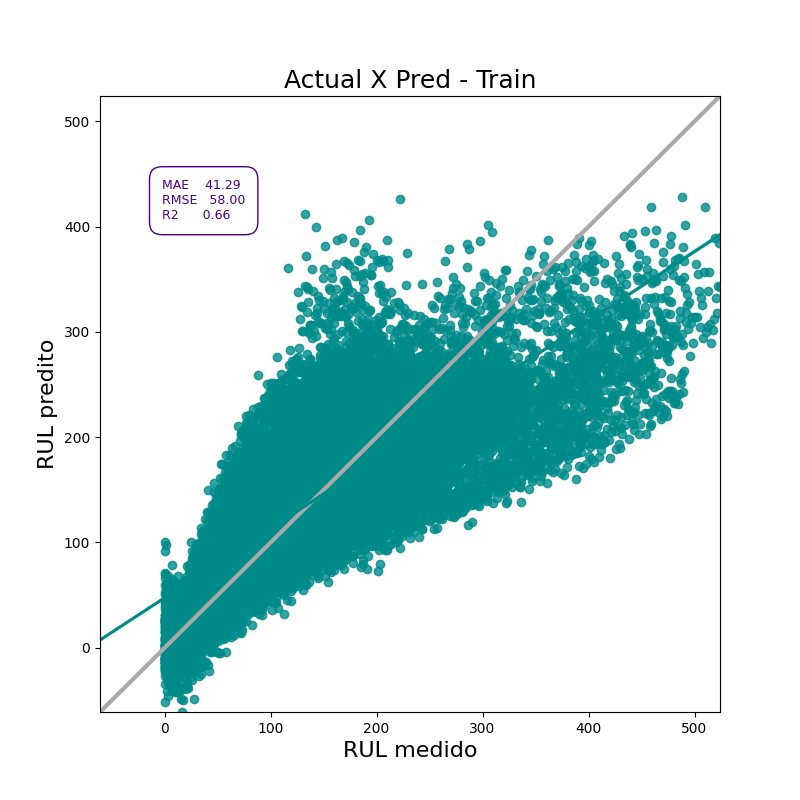 Actual X Pred - Train
500
400
300
200
100
0
RUL predito
MAE 41.29
RMSE 58.00
R2 0.66
0 100 200 300 400 500
RUL medido